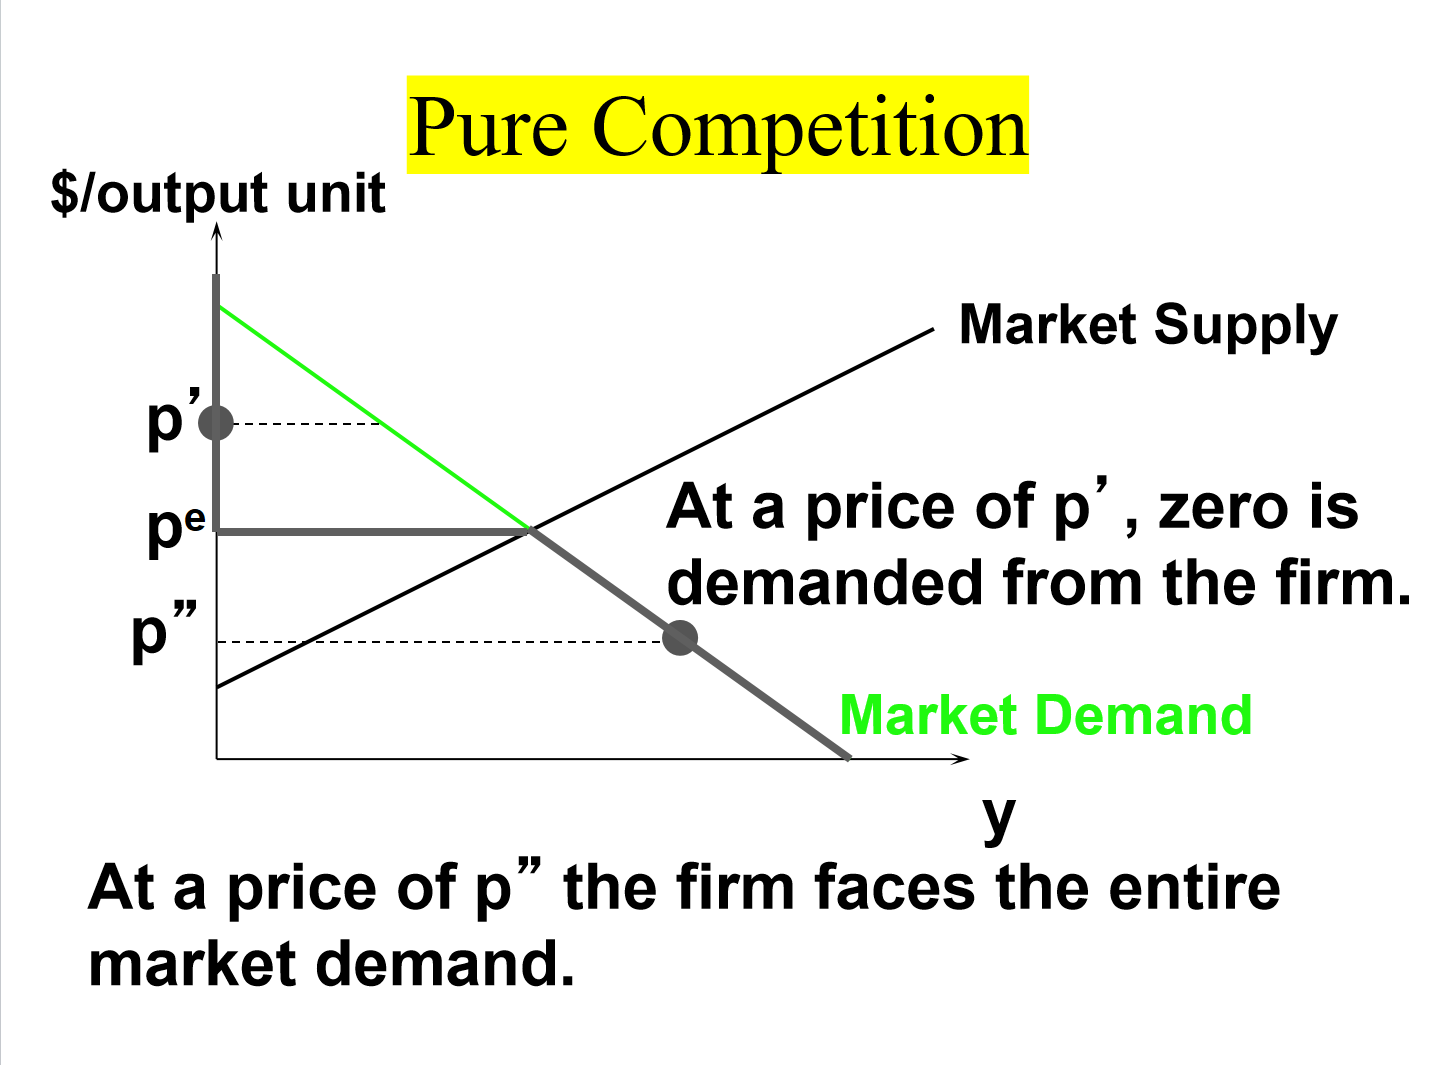 Pure Competition
$/output unit
Market Supply
p’
pe
At a price of p’, zero is
demanded from the firm.
p”
Market Demand
y
At a price of p” the firm faces the entire
market demand.